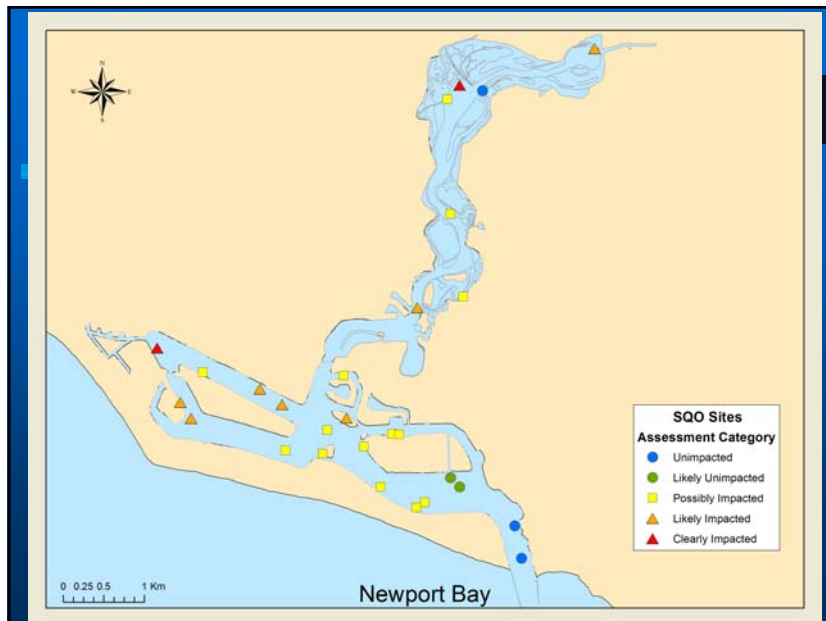 N
W E
S
SQO Sites
Assessment Category
Unimpacted
Likely Unimpacted
Possibly Impacted
Likely Impacted
Clearly Impacted
0 0.25 0.5 1 Km
Newport Bay